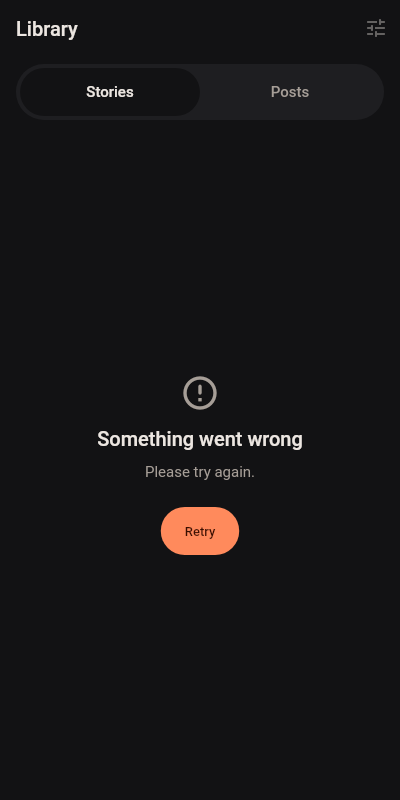 Library
Stories
Posts
Something went wrong
Please try again.
Retry